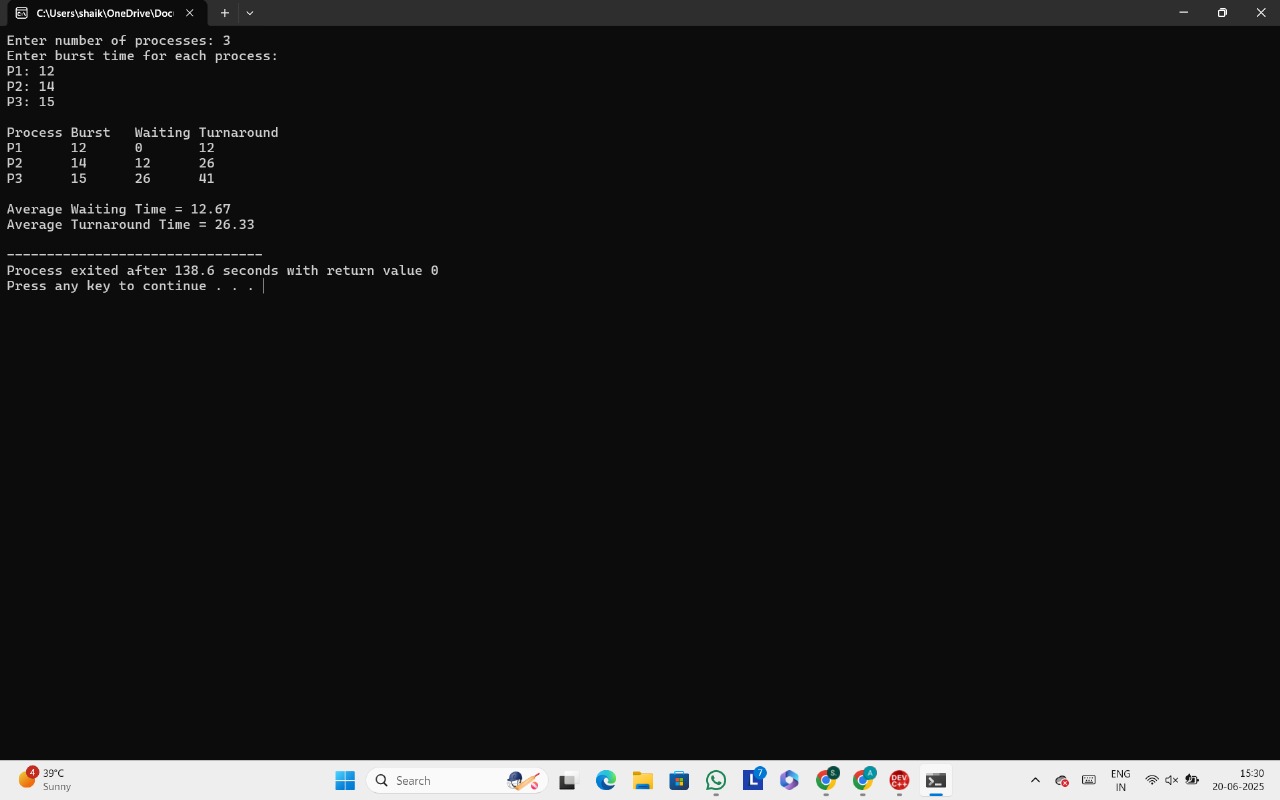 C:\Users\shaik\OneDrive\Doc
Enter number of processes: 3
Enter burst time for each process:
P1: 12
P2: 14
P3: 15
Process Burst   Waiting Turnaround
P1      12      0       12
P2      14      12      26
P3      15      26      41
Average Waiting Time = 12.67
Average Turnaround Time = 26.33
--------------------------------
Process exited after 138.6 seconds with return value 0
Press any key to continue . . .
4
39°C
Sunny
Search
L
7
S.
A
DEV
C++
ENG
IN
15:30
20-06-2025